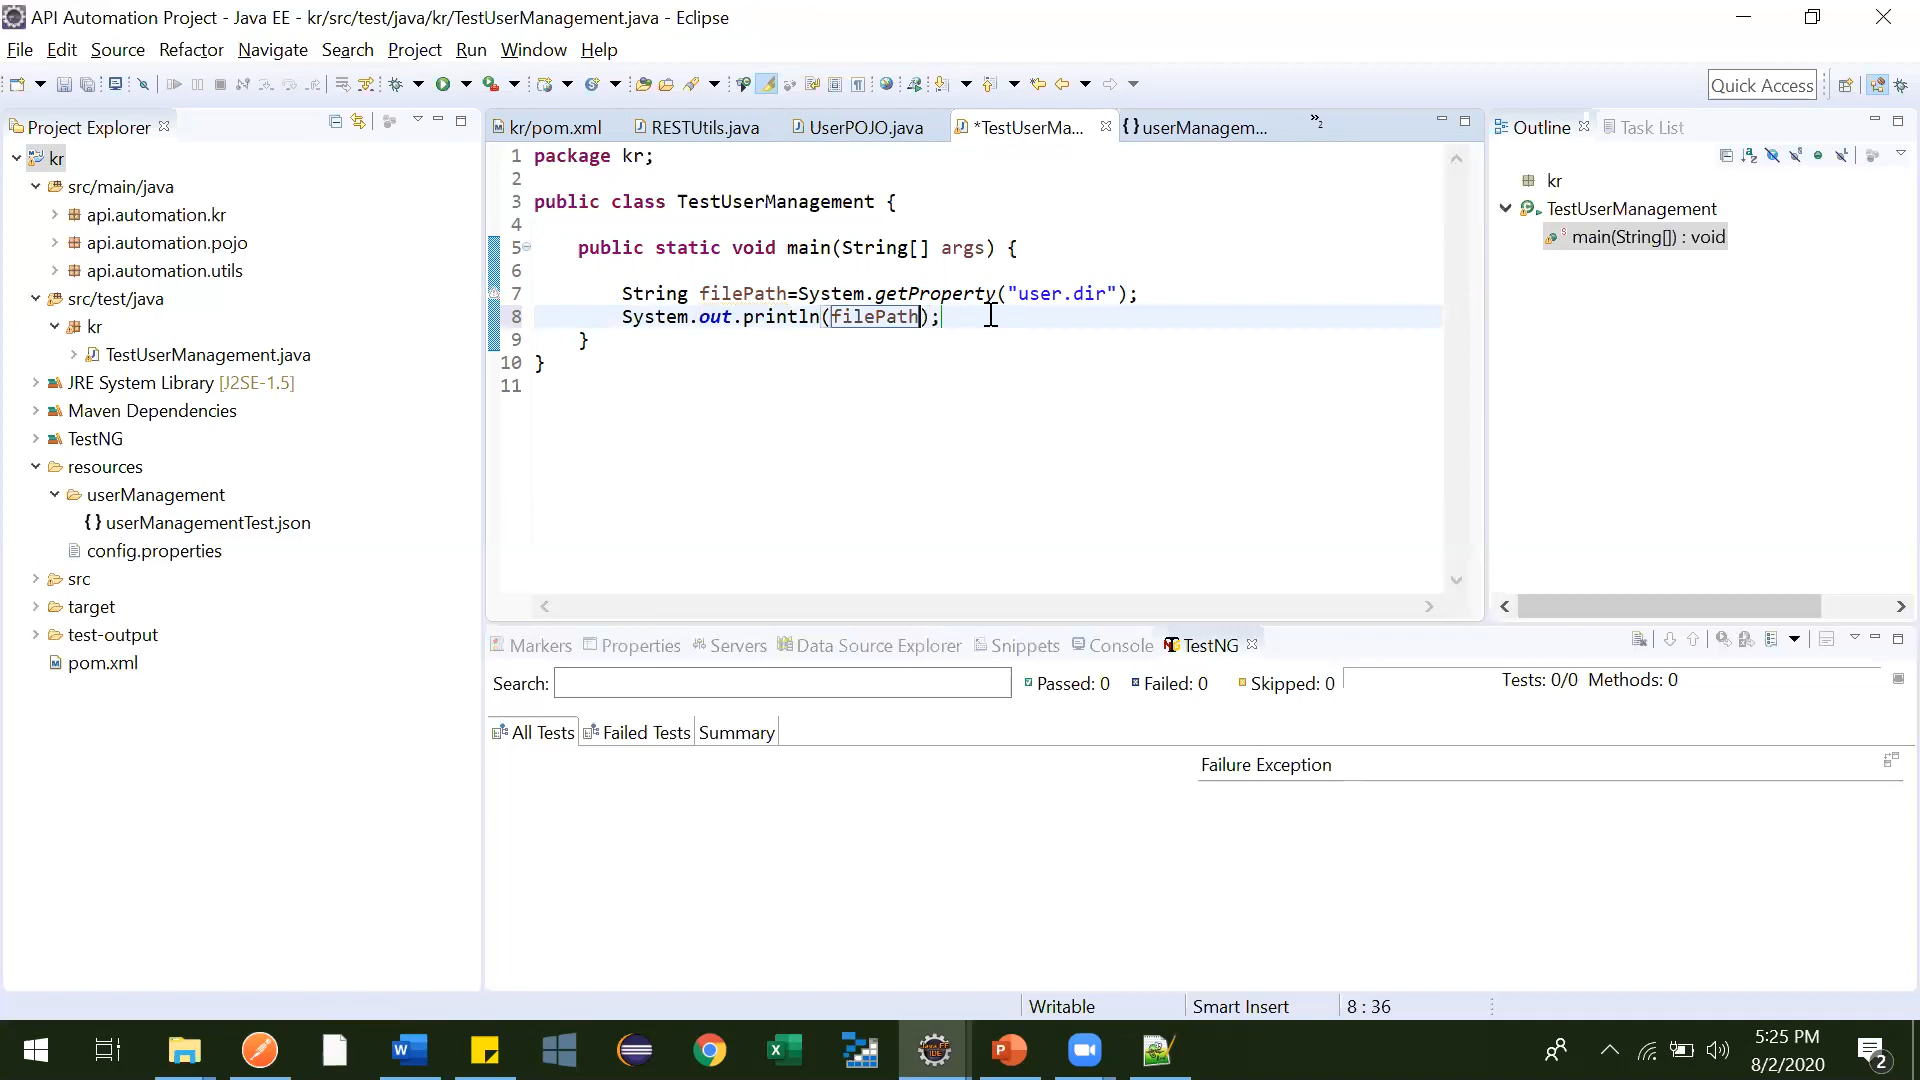 API Automation Project - Java EE - kr/src/test/java/kr/TestUserManagement.java - Eclipse
File Edit Source Refactor Navigate Search Project Run Window Help
Quick Access
Project Explorer
kr
src/main/java
api.automation.kr
api.automation.pojo
api.automation.utils
src/test/java
kr
TestUserManagement.java
JRE System Library [J2SE-1.5]
Maven Dependencies
TestNG
resources
userManagement
userManagementTest.json
config.properties
src
target
test-output
pom.xml
kr/pom.xml RESTUtils.java UserPOJO.java *TestUserMa... userManagem... »2
1 package kr;
2
3 public class TestUserManagement {
4
5 public static void main(String[] args) {
6
7 String filePath=System.getProperty("user.dir");
8 System.out.println(filePath);
9 }
10 }
11
Outline Task List
kr
TestUserManagement
main(String[]) : void
Markers Properties Servers Data Source Explorer Snippets Console TestNG
Search: Passed: 0 Failed: 0 Skipped: 0 Tests: 0/0 Methods: 0
All Tests Failed Tests Summary
Failure Exception
Writable Smart Insert 8 : 36
5:25 PM
8/2/2020
2